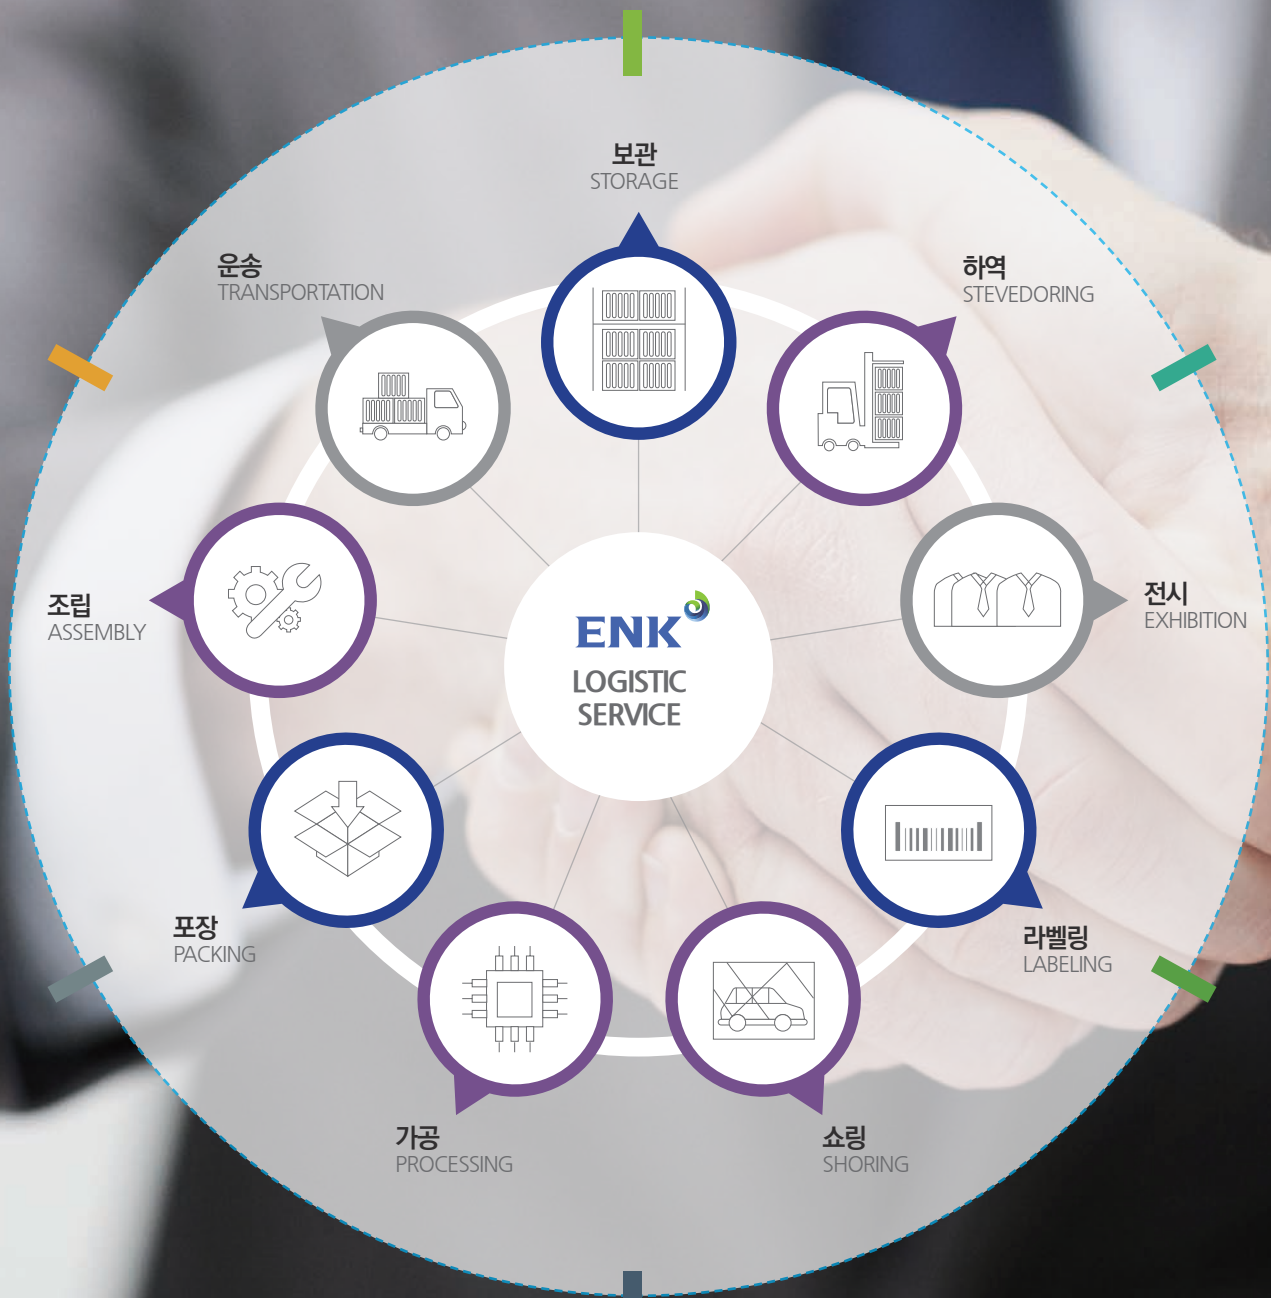 보관
STORAGE
운송
TRANSPORTATION
하역
STEVEDORING
조립
ASSEMBLY
ENK
LOGISTIC
SERVICE
전시
EXHIBITION
포장
PACKING
라벨링
LABELING
가공
PROCESSING
쇼링
SHORING